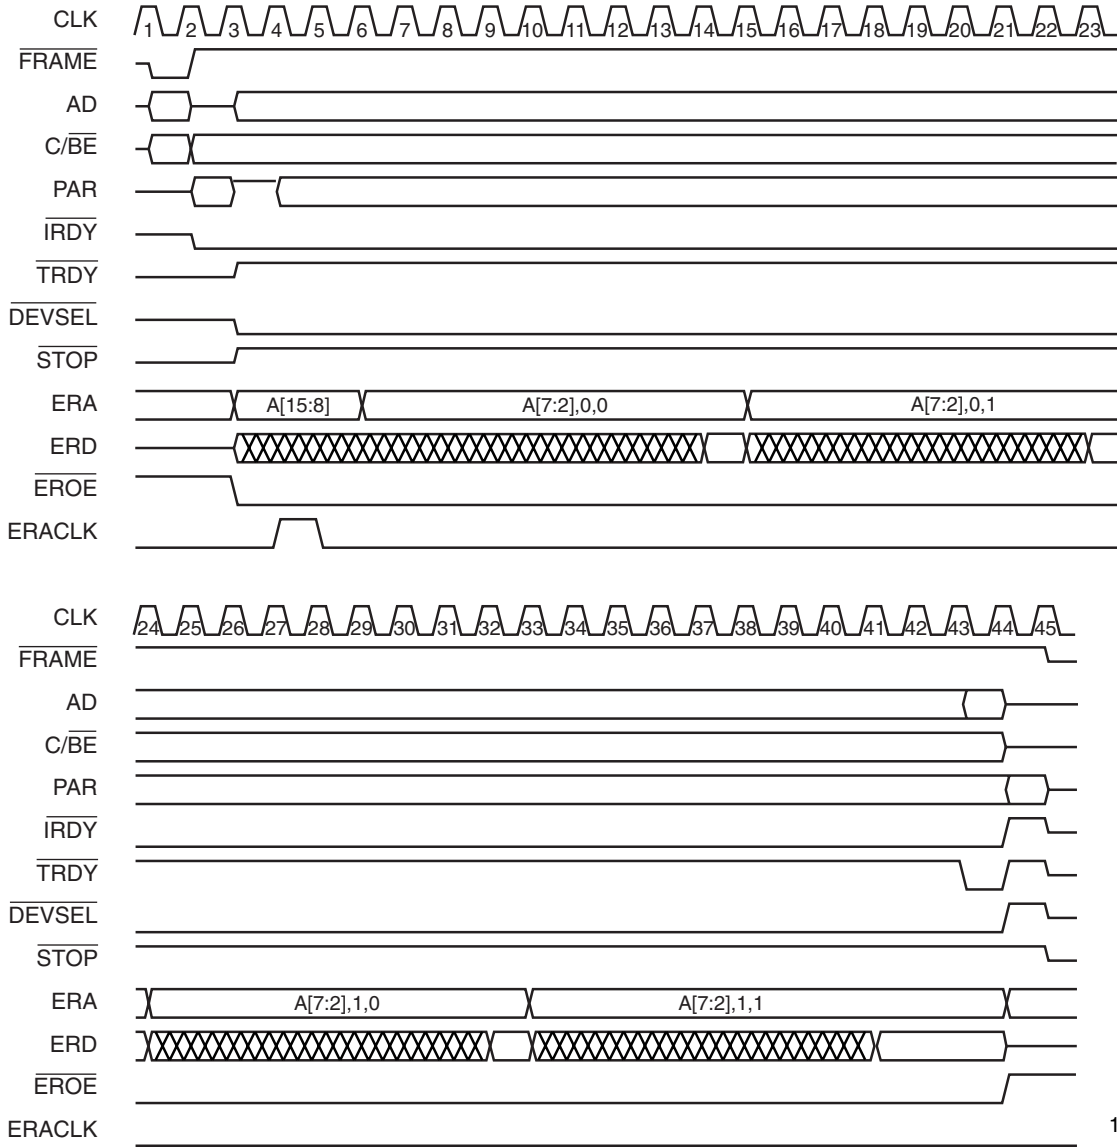 CLK 1 2 3 4 5 6 7 8 9 10 11 12 13 14 15 16 17 18 19 20 21 22 23
FRAME
AD
C/BE
PAR
IRDY
TRDY
DEVSEL
STOP
ERA A[15:8] A[7:2],0,0 A[7:2],0,1
ERD
EROE
ERACLK
CLK 24 25 26 27 28 29 30 31 32 33 34 35 36 37 38 39 40 41 42 43 44 45
FRAME
AD
C/BE
PAR
IRDY
TRDY
DEVSEL
STOP
ERA A[7:2],1,0 A[7:2],1,1
ERD
EROE
ERACLK